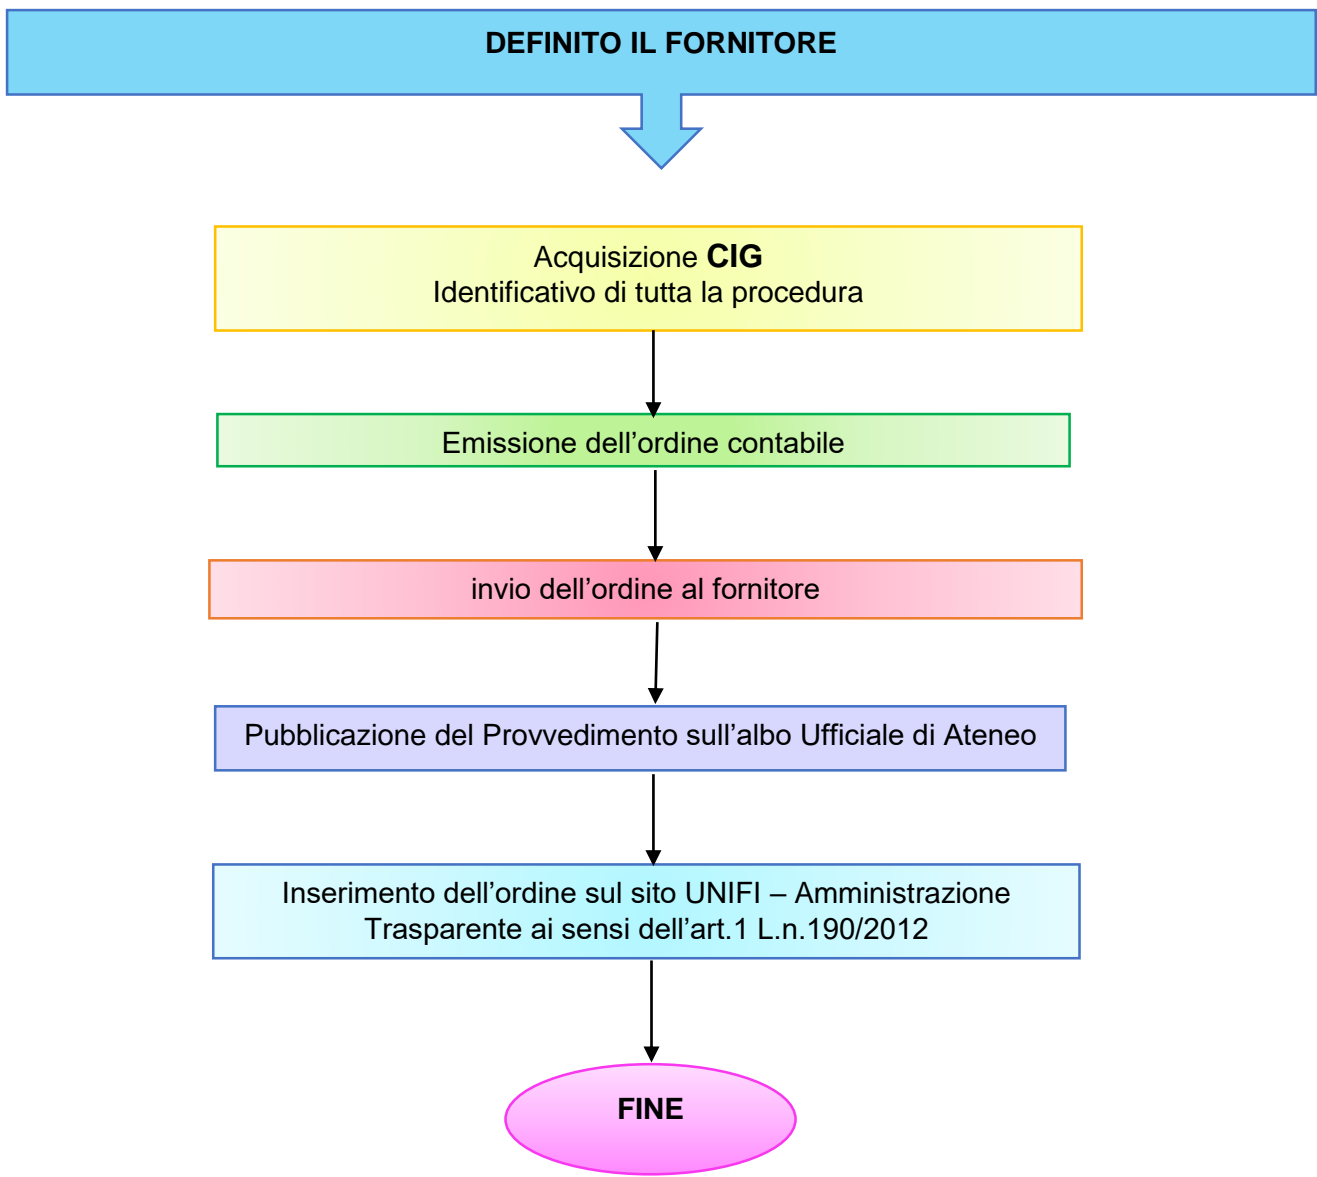 DEFINITO IL FORNITORE
Acquisizione CIG
Identificativo di tutta la procedura
Emissione dell’ordine contabile
invio dell’ordine al fornitore
Pubblicazione del Provvedimento sull’albo Ufficiale di Ateneo
Inserimento dell’ordine sul sito UNIFI – Amministrazione
Trasparente ai sensi dell’art.1 L.n.190/2012
FINE